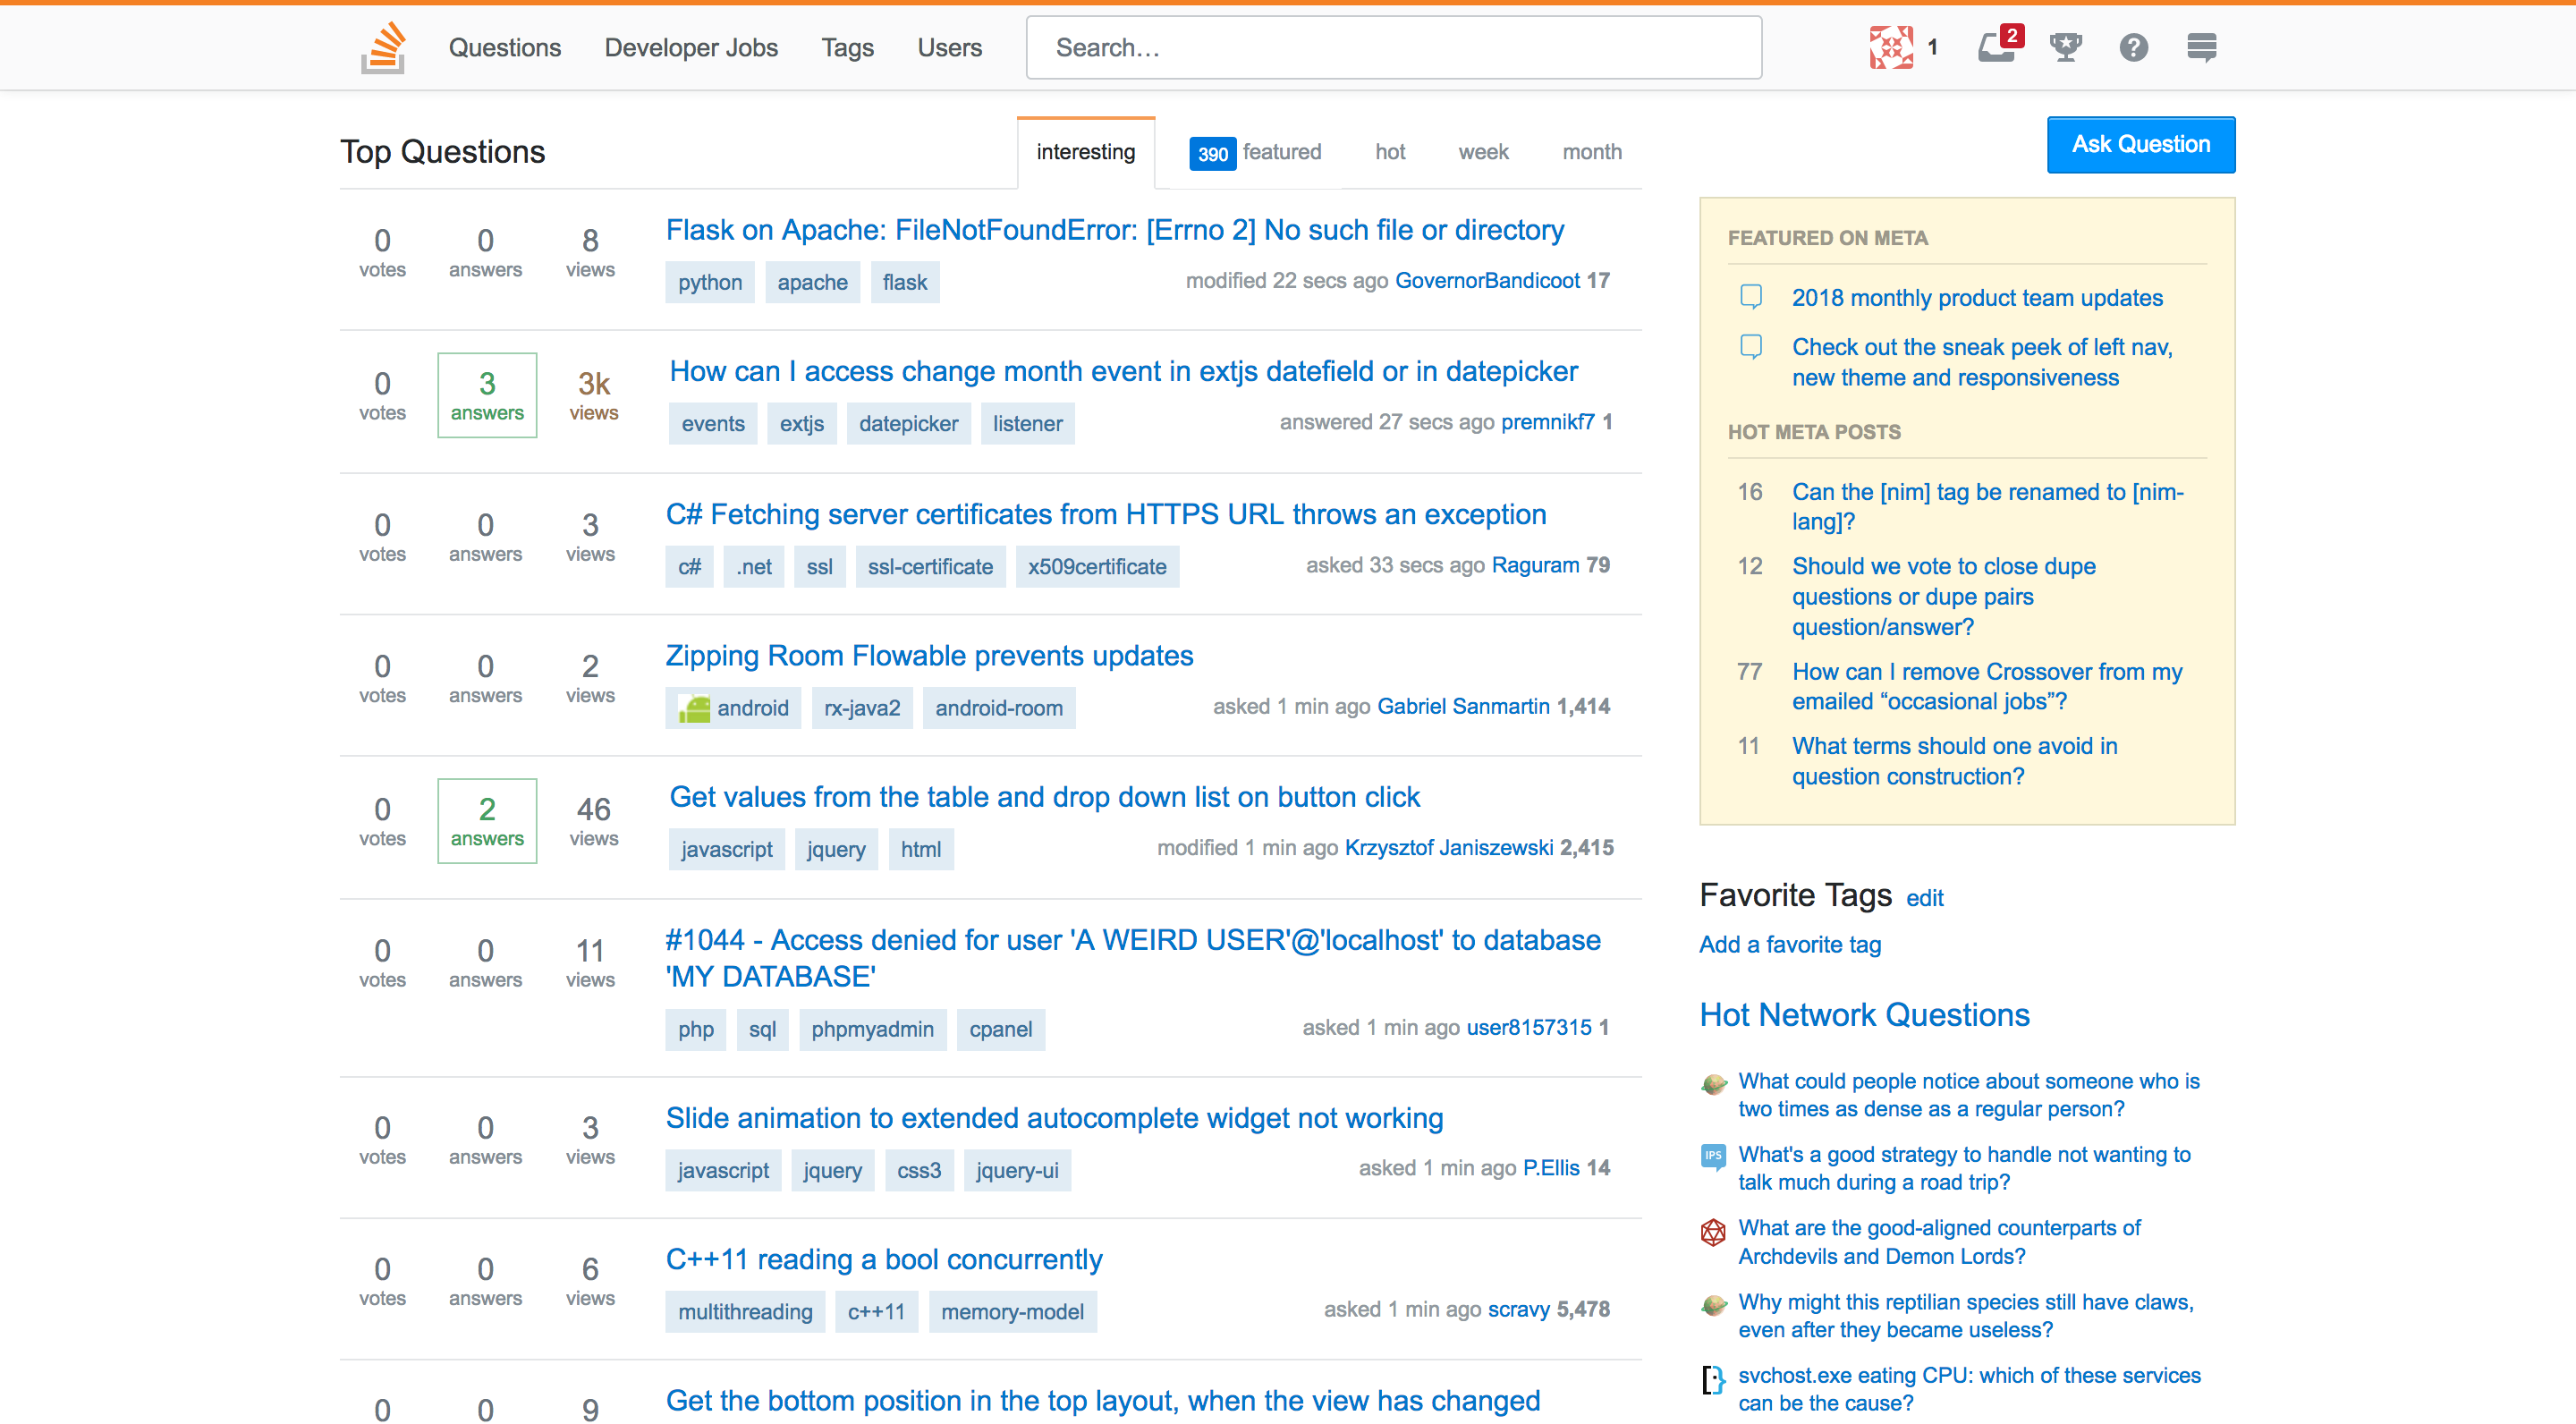 Questions Developer Jobs Tags Users Search... 1 2
Top Questions interesting 390 featured hot week month
Ask Question
0 votes 0 answers 8 views
Flask on Apache: FileNotFoundError: [Errno 2] No such file or directory
python apache flask
modified 22 secs ago GovernorBandicoot 17
0 votes 3 answers 3k views
How can I access change month event in extjs datefield or in datepicker
events extjs datepicker listener
answered 27 secs ago premnikf7 1
0 votes 0 answers 3 views
C# Fetching server certificates from HTTPS URL throws an exception
c# .net ssl ssl-certificate x509certificate
asked 33 secs ago Raguram 79
0 votes 0 answers 2 views
Zipping Room Flowable prevents updates
android rx-java2 android-room
asked 1 min ago Gabriel Sanmartin 1,414
0 votes 2 answers 46 views
Get values from the table and drop down list on button click
javascript jquery html
modified 1 min ago Krzysztof Janiszewski 2,415
0 votes 0 answers 11 views
#1044 - Access denied for user 'A WEIRD USER'@'localhost' to database
'MY DATABASE'
php sql phpmyadmin cpanel
asked 1 min ago user8157315 1
0 votes 0 answers 3 views
Slide animation to extended autocomplete widget not working
javascript jquery css3 jquery-ui
asked 1 min ago P.Ellis 14
0 votes 0 answers 6 views
C++11 reading a bool concurrently
multithreading c++11 memory-model
asked 1 min ago scravy 5,478
0 0 9
Get the bottom position in the top layout, when the view has changed
FEATURED ON META
2018 monthly product team updates
Check out the sneak peek of left nav,
new theme and responsiveness
HOT META POSTS
16 Can the [nim] tag be renamed to [nim-
lang]?
12 Should we vote to close dupe
questions or dupe pairs
question/answer?
77 How can I remove Crossover from my
emailed “occasional jobs”?
11 What terms should one avoid in
question construction?
Favorite Tags edit
Add a favorite tag
Hot Network Questions
What could people notice about someone who is
two times as dense as a regular person?
IPS What's a good strategy to handle not wanting to
talk much during a road trip?
What are the good-aligned counterparts of
Archdevils and Demon Lords?
Why might this reptilian species still have claws,
even after they became useless?
svchost.exe eating CPU: which of these services
can be the cause?